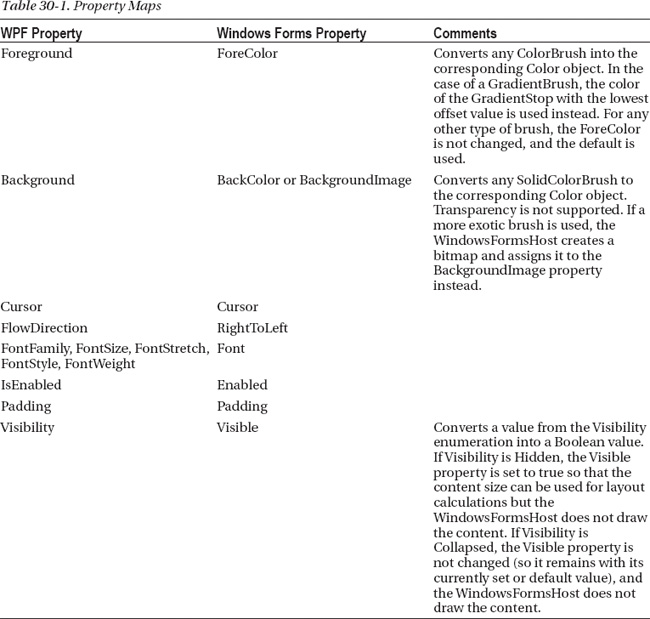 Table 30-1. Property Maps
WPF Property Windows Forms Property Comments
Foreground ForeColor Converts any ColorBrush into the
corresponding Color object. In the
case of a GradientBrush, the color
of the GradientStop with the lowest
offset value is used instead. For any
other type of brush, the ForeColor
is not changed, and the default is
used.
Background BackColor or BackgroundImage Converts any SolidColorBrush to
the corresponding Color object.
Transparency is not supported. If a
more exotic brush is used, the
WindowsFormsHost creates a
bitmap and assigns it to the
BackgroundImage property
instead.
Cursor Cursor
FlowDirection RightToLeft
FontFamily, FontSize, FontStretch, Font
FontStyle, FontWeight
IsEnabled Enabled
Padding Padding
Visibility Visible Converts a value from the Visibility
enumeration into a Boolean value.
If Visibility is Hidden, the Visible
property is set to true so that the
content size can be used for layout
calculations but the
WindowsFormsHost does not draw
the content. If Visibility is
Collapsed, the Visible property is
not changed (so it remains with its
currently set or default value), and
the WindowsFormsHost does not
draw the content.